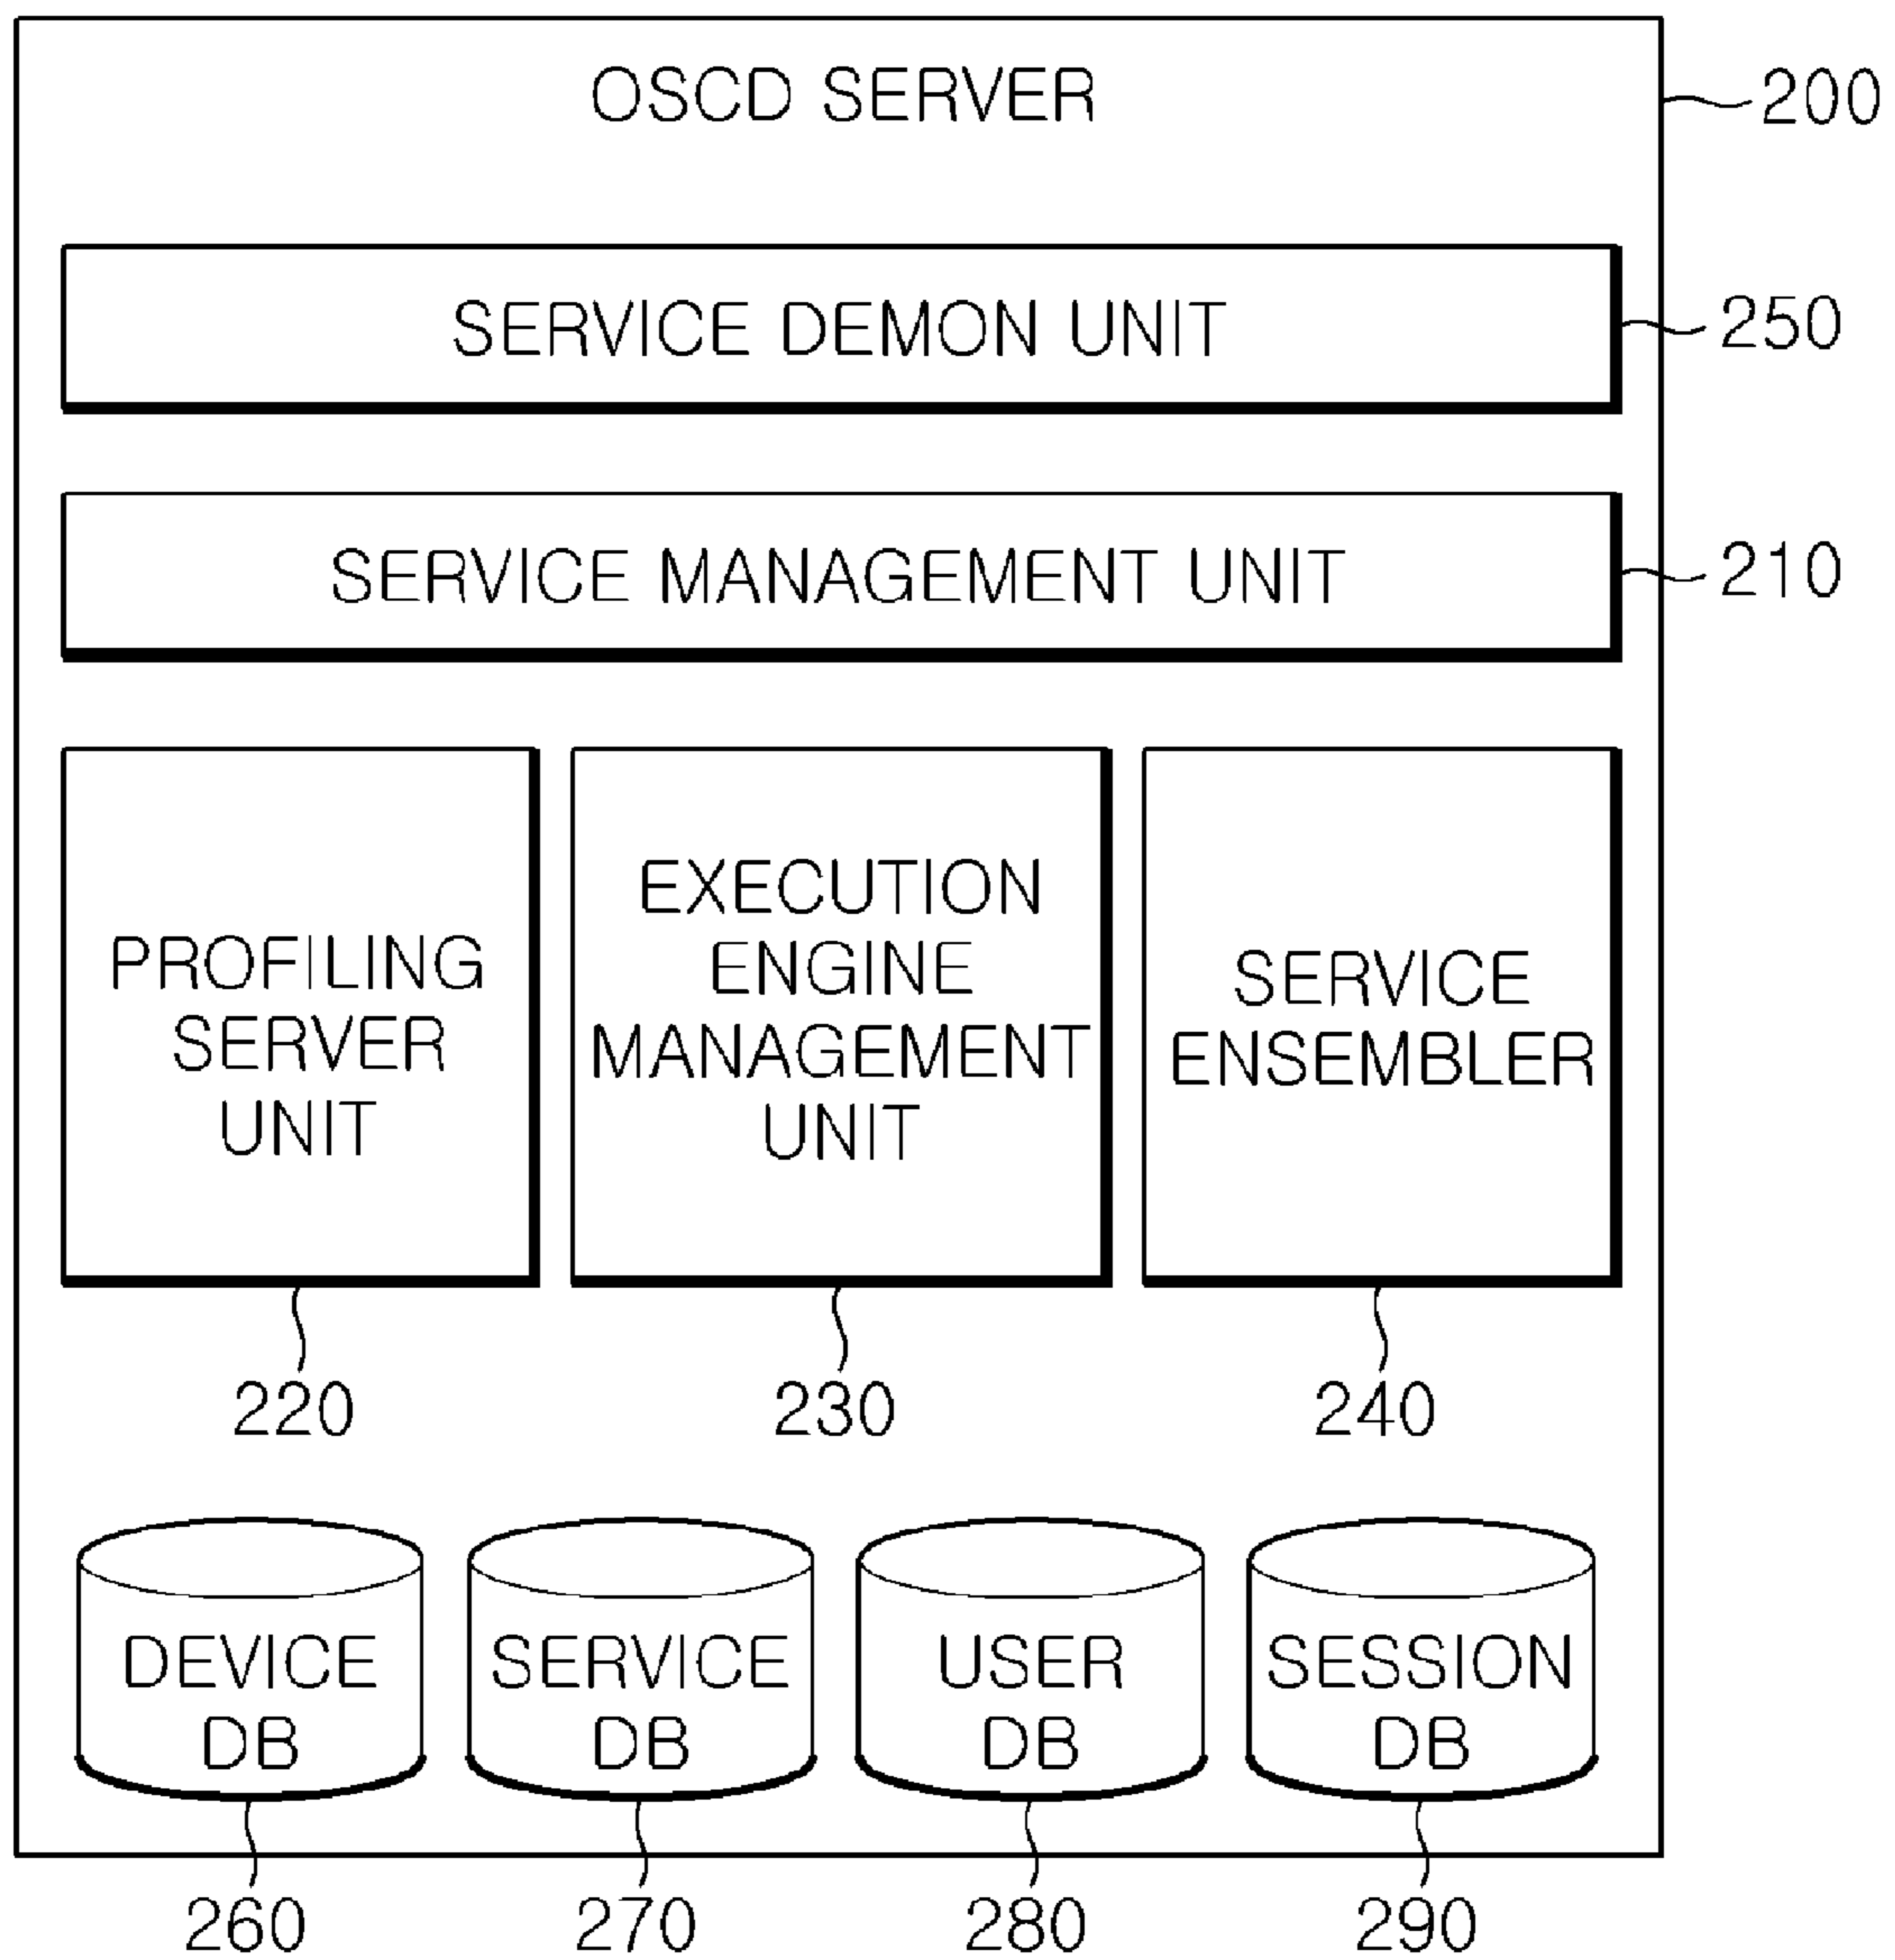 OSCD SERVER
200
SERVICE DEMON UNIT
250
SERVICE MANAGEMENT UNIT
210
PROFILING
SERVER
UNIT
EXECUTION
ENGINE
MANAGEMENT
UNIT
SERVICE
ENSEMBLER
220
230
240
DEVICE
DB
SERVICE
DB
USER
DB
SESSION
DB
260
270
280
290